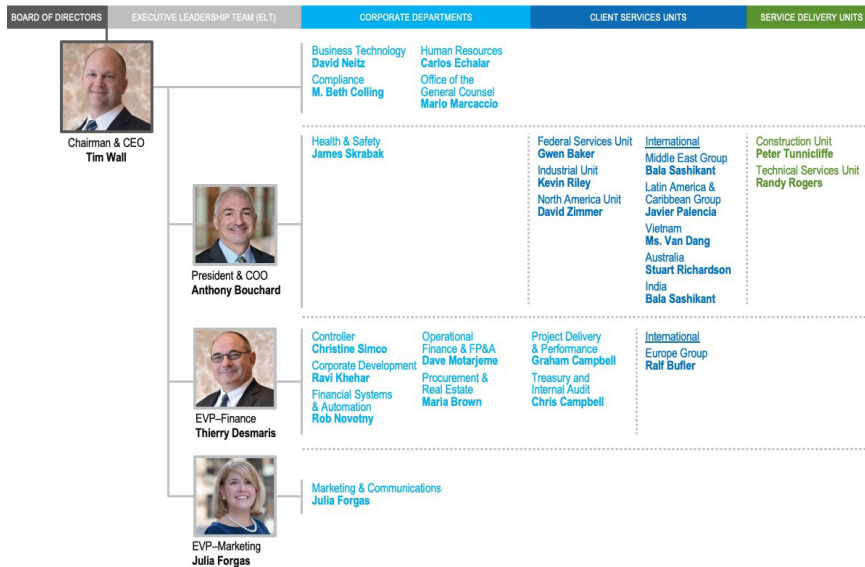 BOARD OF DIRECTORS
EXECUTIVE LEADERSHIP TEAM (ELT)
CORPORATE DEPARTMENTS
CLIENT SERVICES UNITS
SERVICE DELIVERY UNITS
Chairman & CEO
Tim Wall
Business Technology
David Neitz
Compliance
M. Beth Colling
Human Resources
Carlos Echalar
Office of the
General Counsel
Mario Marcaccio
President & COO
Anthony Bouchard
Health & Safety
James Skrabak
Federal Services Unit
Gwen Baker
Industrial Unit
Kevin Riley
North America Unit
David Zimmer
International
Middle East Group
Bala Sashikant
Latin America &
Caribbean Group
Javier Palencia
Vietnam
Ms. Van Dang
Australia
Stuart Richardson
India
Bala Sashikant
Construction Unit
Peter Tunnicliffe
Technical Services Unit
Randy Rogers
EVP–Finance
Thierry Desmaris
Controller
Christine Simco
Corporate Development
Ravi Khehar
Financial Systems
& Automation
Rob Novotny
Operational
Finance & FP&A
Dave Motarjeme
Procurement &
Real Estate
Maria Brown
Project Delivery
& Performance
Graham Campbell
Treasury and
Internal Audit
Chris Campbell
International
Europe Group
Ralf Bufler
EVP–Marketing
Julia Forgas
Marketing & Communications
Julia Forgas